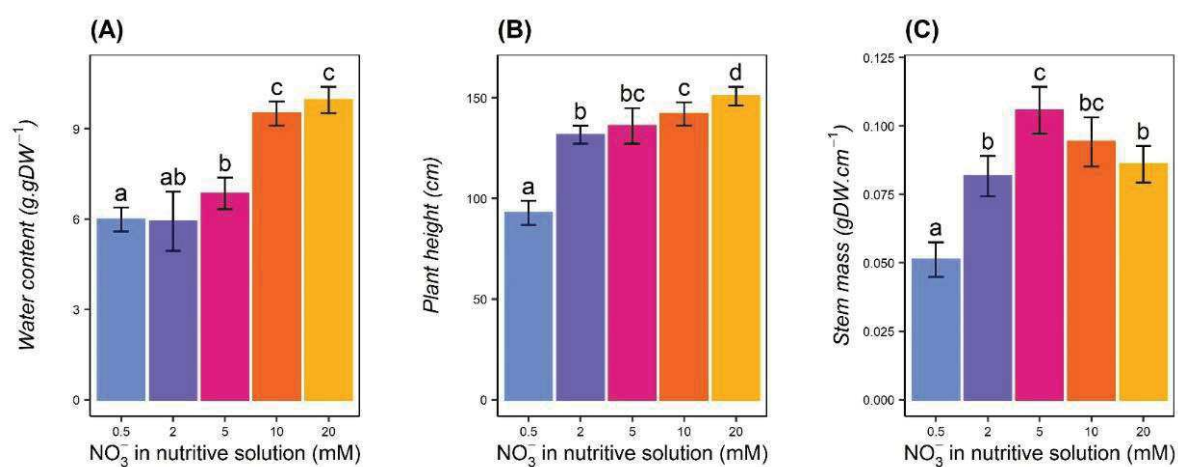 (A)
Water content (g.gDW⁻¹)
9
6
3
0
a
ab
b
c
c
0.5 2 5 10 20
NO₃⁻ in nutritive solution (mM)
(B)
Plant height (cm)
150
100
50
0
a
b
bc
c
d
0.5 2 5 10 20
NO₃⁻ in nutritive solution (mM)
(C)
Stem mass (gDW.cm⁻¹)
0.125
0.100
0.075
0.050
0.025
0.000
a
b
c
bc
b
0.5 2 5 10 20
NO₃⁻ in nutritive solution (mM)